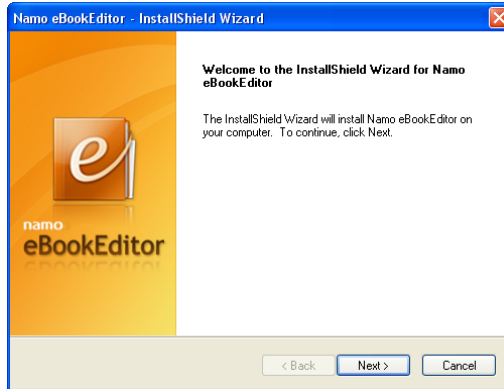 Namo eBookEditor - InstallShield Wizard
Welcome to the InstallShield Wizard for Namo
eBookEditor
The InstallShield Wizard will install Namo eBookEditor on
your computer. To continue, click Next.
e
namo
eBookEditor
< Back
Next >
Cancel